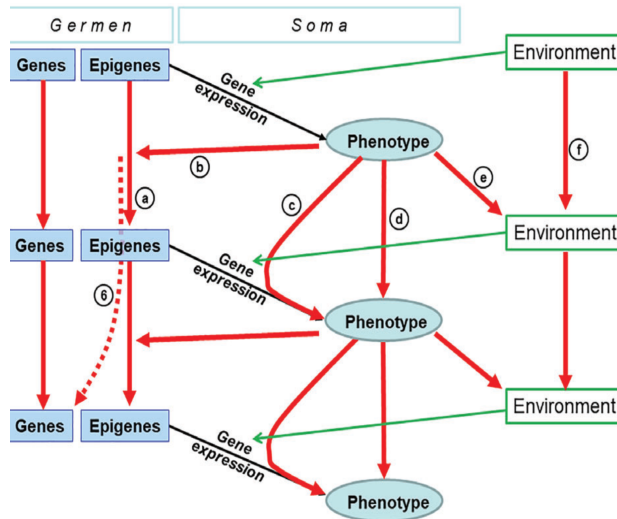 Germen
Soma
Genes
Epigenes
Environment
Gene
expression
Phenotype
b
a
c
d
e
f
Genes
Epigenes
Environment
Gene
expression
6
Phenotype
Genes
Epigenes
Environment
Gene
expression
Phenotype